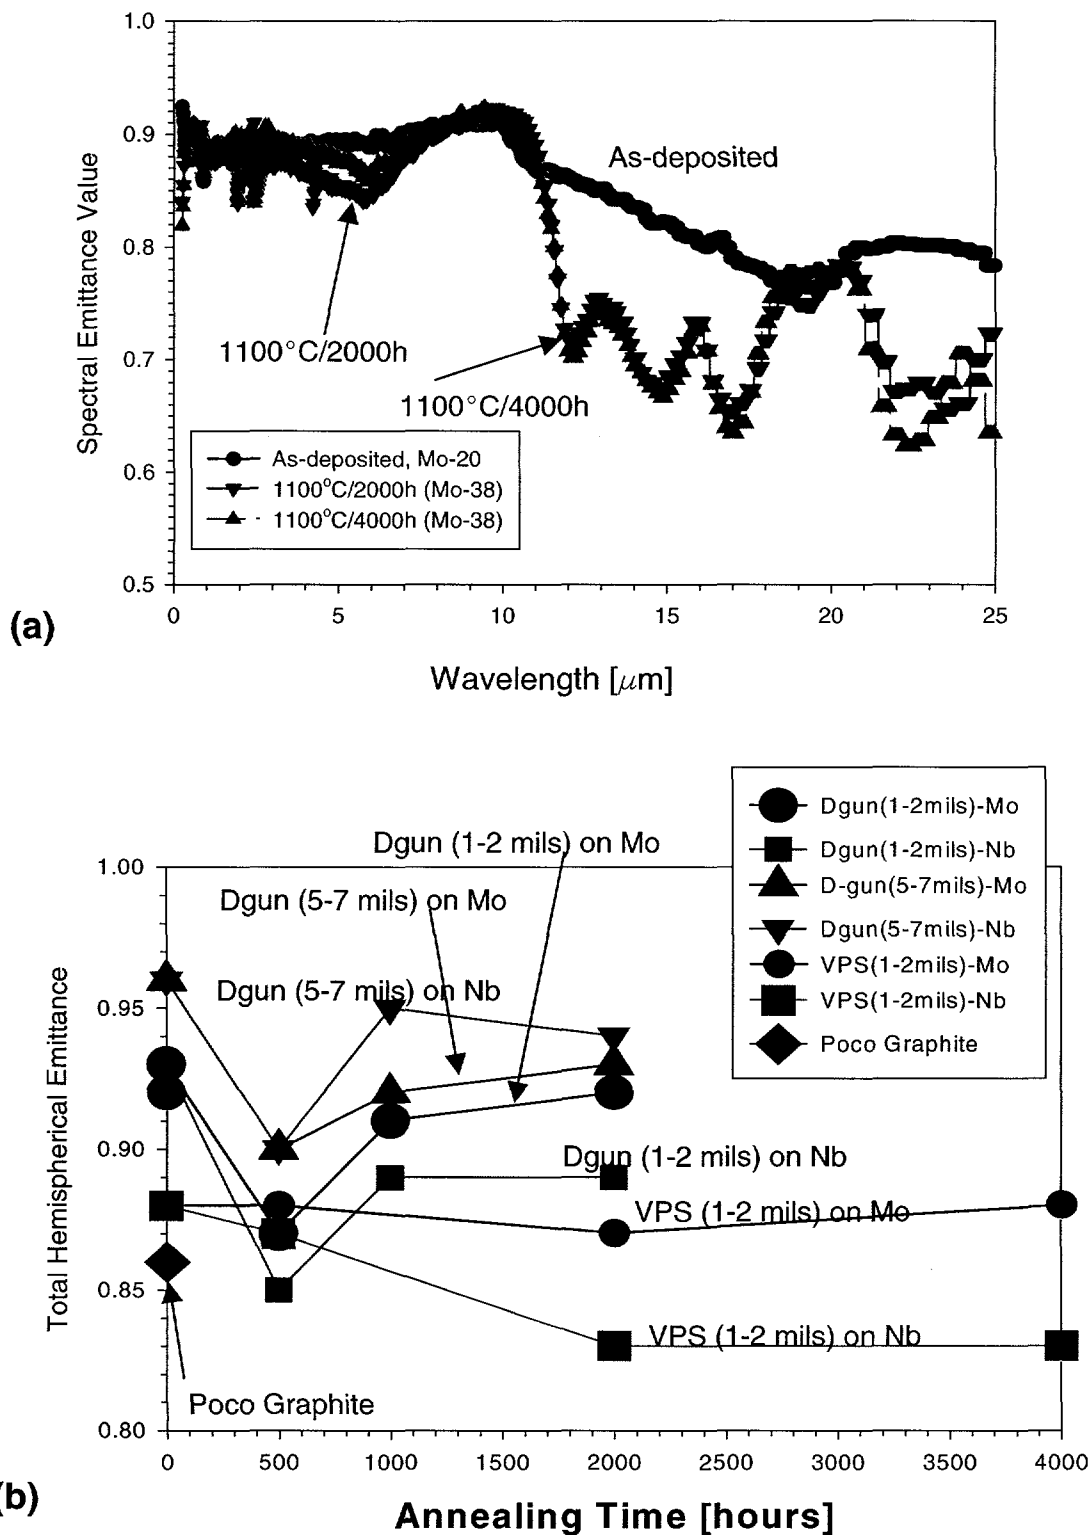 1.0
0.9
0.8
0.7
0.6
0.5
Spectral Emittance Value
As-deposited
1100°C/2000h
1100°C/4000h
As-deposited, Mo-20
1100°C/2000h (Mo-38)
1100°C/4000h (Mo-38)
0 5 10 15 20 25
(a)
Wavelength [μm]
Dgun(1-2mils)-Mo
Dgun(1-2mils)-Nb
D-gun(5-7mils)-Mo
Dgun(5-7mils)-Nb
VPS(1-2mils)-Mo
VPS(1-2mils)-Nb
Poco Graphite
Dgun (1-2 mils) on Mo
Dgun (5-7 mils) on Mo
Dgun (5-7 mils) on Nb
Dgun (1-2 mils) on Nb
VPS (1-2 mils) on Mo
VPS (1-2 mils) on Nb
Poco Graphite
1.00
0.95
0.90
0.85
0.80
Total Hemispherical Emittance
0 500 1000 1500 2000 2500 3000 3500 4000
(b)
Annealing Time [hours]